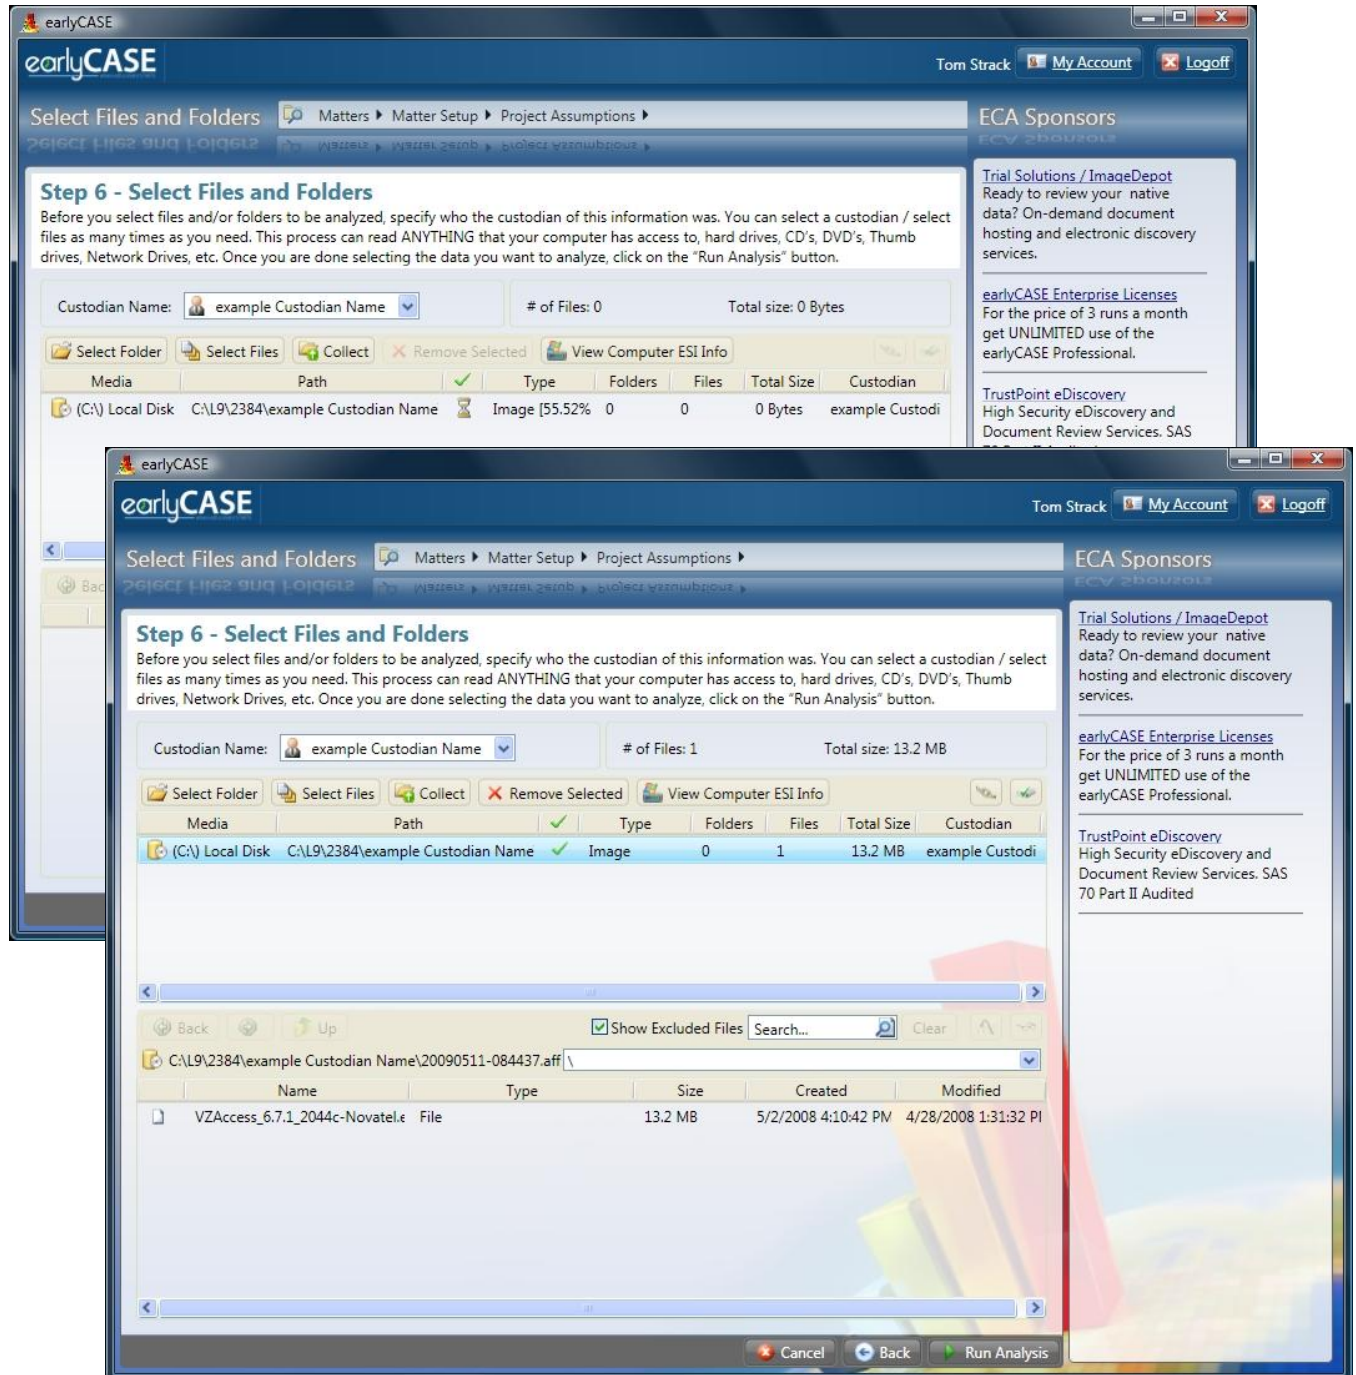 earlyCASE
earlyCASE
Tom Strack My Account Logoff
Select Files and Folders Matters Matter Setup Project Assumptions
ECA Sponsors
Step 6 - Select Files and Folders
Before you select files and/or folders to be analyzed, specify who the custodian of this information was. You can select a custodian / select
files as many times as you need. This process can read ANYTHING that your computer has access to, hard drives, CD's, DVD's, Thumb
drives, Network Drives, etc. Once you are done selecting the data you want to analyze, click on the "Run Analysis" button.
Custodian Name: example Custodian Name # of Files: 0 Total size: 0 Bytes
Select Folder Select Files Collect Remove Selected View Computer ESI Info
Media Path Type Folders Files Total Size Custodian
(C:\) Local Disk C:\L9\2384\example Custodian Name Image [55.52% 0 0 0 Bytes example Custodi
Bac
Trial Solutions / ImageDepot
Ready to review your native
data? On-demand document
hosting and electronic discovery
services.
earlyCASE Enterprise Licenses
For the price of 3 runs a month
get UNLIMITED use of the
earlyCASE Professional.
TrustPoint eDiscovery
High Security eDiscovery and
Document Review Services. SAS
earlyCASE
earlyCASE
Tom Strack My Account Logoff
Select Files and Folders Matters Matter Setup Project Assumptions
ECA Sponsors
Step 6 - Select Files and Folders
Before you select files and/or folders to be analyzed, specify who the custodian of this information was. You can select a custodian / select
files as many times as you need. This process can read ANYTHING that your computer has access to, hard drives, CD's, DVD's, Thumb
drives, Network Drives, etc. Once you are done selecting the data you want to analyze, click on the "Run Analysis" button.
Custodian Name: example Custodian Name # of Files: 1 Total size: 13.2 MB
Select Folder Select Files Collect Remove Selected View Computer ESI Info
Media Path Type Folders Files Total Size Custodian
(C:\) Local Disk C:\L9\2384\example Custodian Name Image 0 1 13.2 MB example Custodi
Back Up Show Excluded Files Search... Clear
C:\L9\2384\example Custodian Name\20090511-084437.aff \
Name Type Size Created Modified
VZAccess_6.7.1_2044c-Novatel.e File 13.2 MB 5/2/2008 4:10:42 PM 4/28/2008 1:31:32 PI
Cancel Back Run Analysis
Trial Solutions / ImageDepot
Ready to review your native
data? On-demand document
hosting and electronic discovery
services.
earlyCASE Enterprise Licenses
For the price of 3 runs a month
get UNLIMITED use of the
earlyCASE Professional.
TrustPoint eDiscovery
High Security eDiscovery and
Document Review Services. SAS
70 Part II Audited